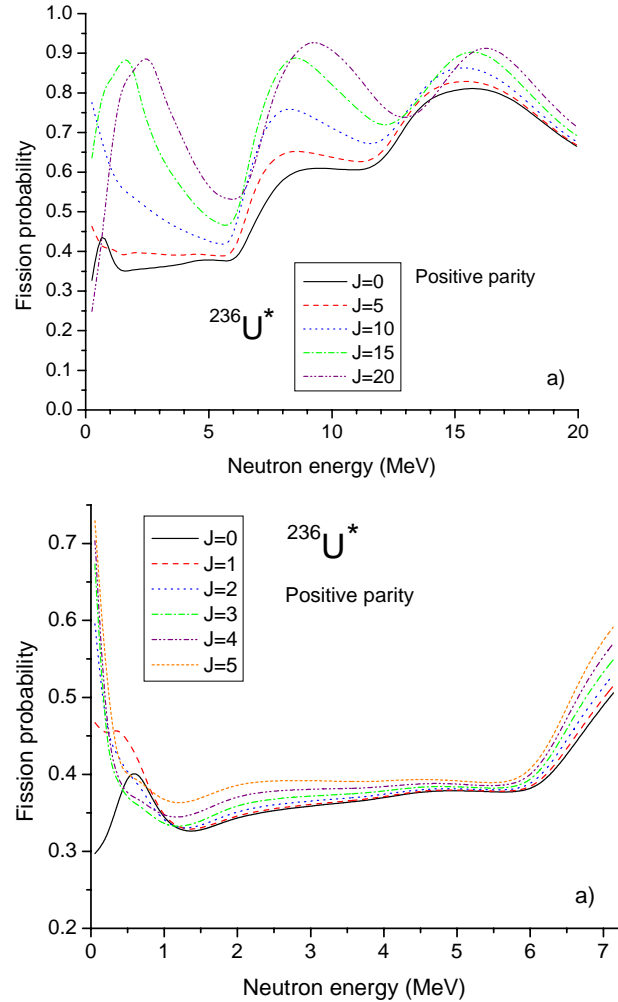 1.0
0.9
0.8
0.7
0.6
0.5
0.4
0.3
0.2
0.1
0.0
Fission probability
²³⁶U*
J=0
J=5
J=10
J=15
J=20
Positive parity
a)
0 5 10 15 20
Neutron energy (MeV)
0.7
0.6
0.5
0.4
0.3
0.2
Fission probability
J=0
J=1
J=2
J=3
J=4
J=5
²³⁶U*
Positive parity
a)
0 1 2 3 4 5 6 7
Neutron energy (MeV)